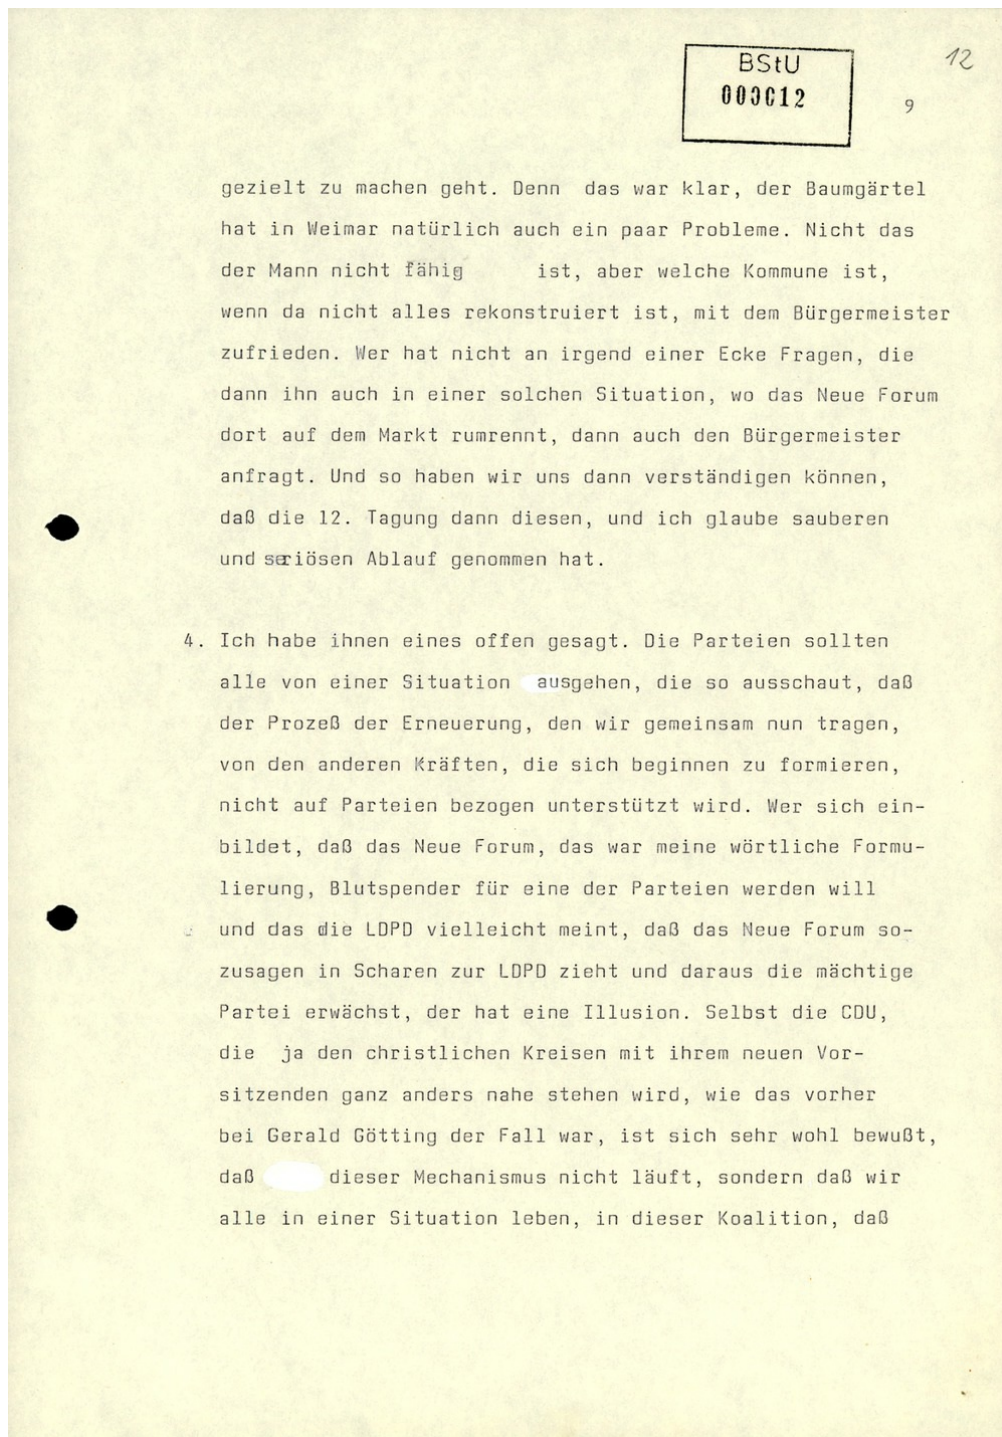 BStU
000012
12
9
gezielt zu machen geht. Denn das war klar, der Baumgärtel
hat in Weimar natürlich auch ein paar Probleme. Nicht das
der Mann nicht fähig ist, aber welche Kommune ist,
wenn da nicht alles rekonstruiert ist, mit dem Bürgermeister
zufrieden. Wer hat nicht an irgend einer Ecke Fragen, die
dann ihn auch in einer solchen Situation, wo das Neue Forum
dort auf dem Markt rumrennt, dann auch den Bürgermeister
anfragt. Und so haben wir uns dann verständigen können,
daß die 12. Tagung dann diesen, und ich glaube sauberen
und seriösen Ablauf genommen hat.
4. Ich habe ihnen eines offen gesagt. Die Parteien sollten
alle von einer Situation ausgehen, die so ausschaut, daß
der Prozeß der Erneuerung, den wir gemeinsam nun tragen,
von den anderen Kräften, die sich beginnen zu formieren,
nicht auf Parteien bezogen unterstützt wird. Wer sich ein-
bildet, daß das Neue Forum, das war meine wörtliche Formu-
lierung, Blutspender für eine der Parteien werden will
und das die LDPD vielleicht meint, daß das Neue Forum so-
zusagen in Scharen zur LDPD zieht und daraus die mächtige
Partei erwächst, der hat eine Illusion. Selbst die CDU,
die ja den christlichen Kreisen mit ihrem neuen Vor-
sitzenden ganz anders nahe stehen wird, wie das vorher
bei Gerald Götting der Fall war, ist sich sehr wohl bewußt,
daß dieser Mechanismus nicht läuft, sondern daß wir
alle in einer Situation leben, in dieser Koalition, daß